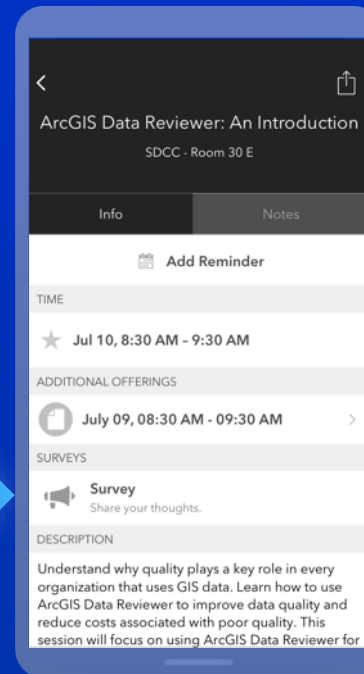 ArcGIS Data Reviewer: An Introduction
SDCC - Room 30 E
Info
Notes
Add Reminder
TIME
Jul 10, 8:30 AM – 9:30 AM
ADDITIONAL OFFERINGS
July 09, 08:30 AM - 09:30 AM
SURVEYS
Survey
Share your thoughts.
DESCRIPTION
Understand why quality plays a key role in every
organization that uses GIS data. Learn how to use
ArcGIS Data Reviewer to improve data quality and
reduce costs associated with poor quality. This
session will focus on using ArcGIS Data Reviewer for